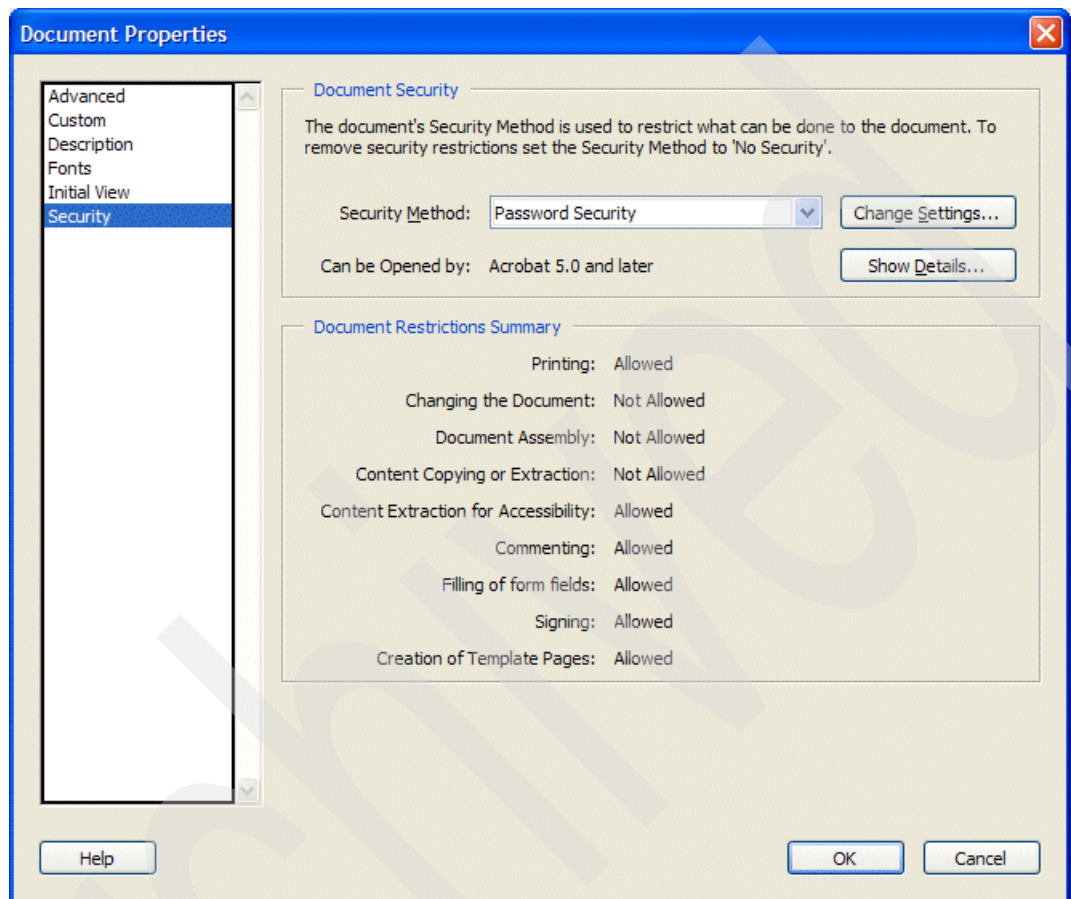 Document Properties
Advanced
Custom
Description
Fonts
Initial View
Security
Document Security
The document's Security Method is used to restrict what can be done to the document. To
remove security restrictions set the Security Method to 'No Security'.
Security Method: Password Security Change Settings...
Can be Opened by: Acrobat 5.0 and later Show Details...
Document Restrictions Summary
Printing: Allowed
Changing the Document: Not Allowed
Document Assembly: Not Allowed
Content Copying or Extraction: Not Allowed
Content Extraction for Accessibility: Allowed
Commenting: Allowed
Filling of form fields: Allowed
Signing: Allowed
Creation of Template Pages: Allowed
Help OK Cancel